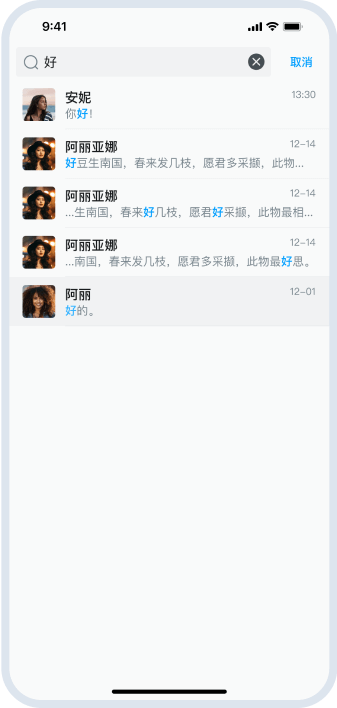 9:41
好 取消
安妮 13:30
你好！
阿丽亚娜 12-14
好豆生南国，春来发几枝，愿君多采撷，此物...
阿丽亚娜 12-14
...生南国，春来好几枝，愿君好采撷，此物最相...
阿丽亚娜 12-14
...南国，春来发几枝，愿君多采撷，此物最好思。
阿丽 12-01
好的。